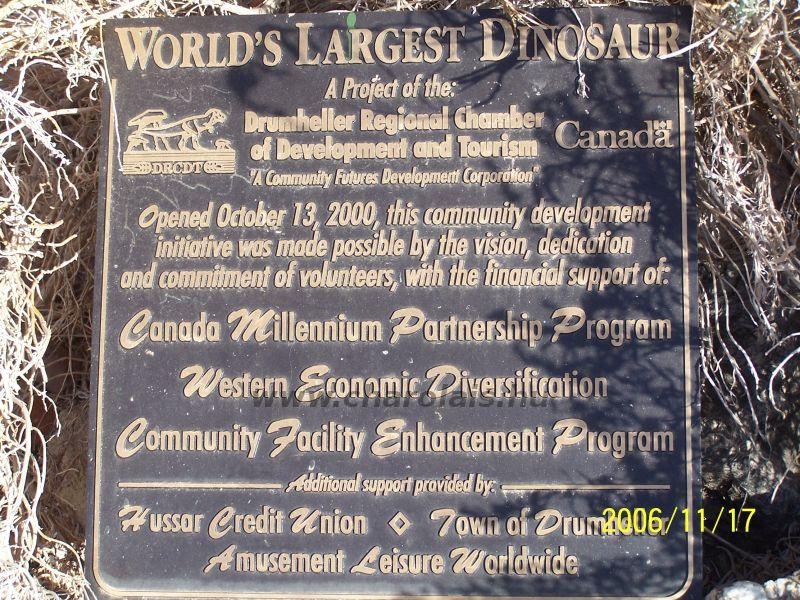 WORLD'S LARGEST DINOSAUR
A Project of the:
Drumheller Regional Chamber
of Development and Tourism
"A Community Futures Development Corporation"
DRCDT
Canada
Opened October 13, 2000, this community development
initiative was made possible by the vision, dedication
and commitment of volunteers, with the financial support of:
Canada Millennium Partnership Program
Western Economic Diversification
www.charolais.hu
Community Facility Enhancement Program
Additional support provided by:
Hussar Credit Union ◇ Town of Drumheller
Amusement Leisure Worldwide
2006/11/17